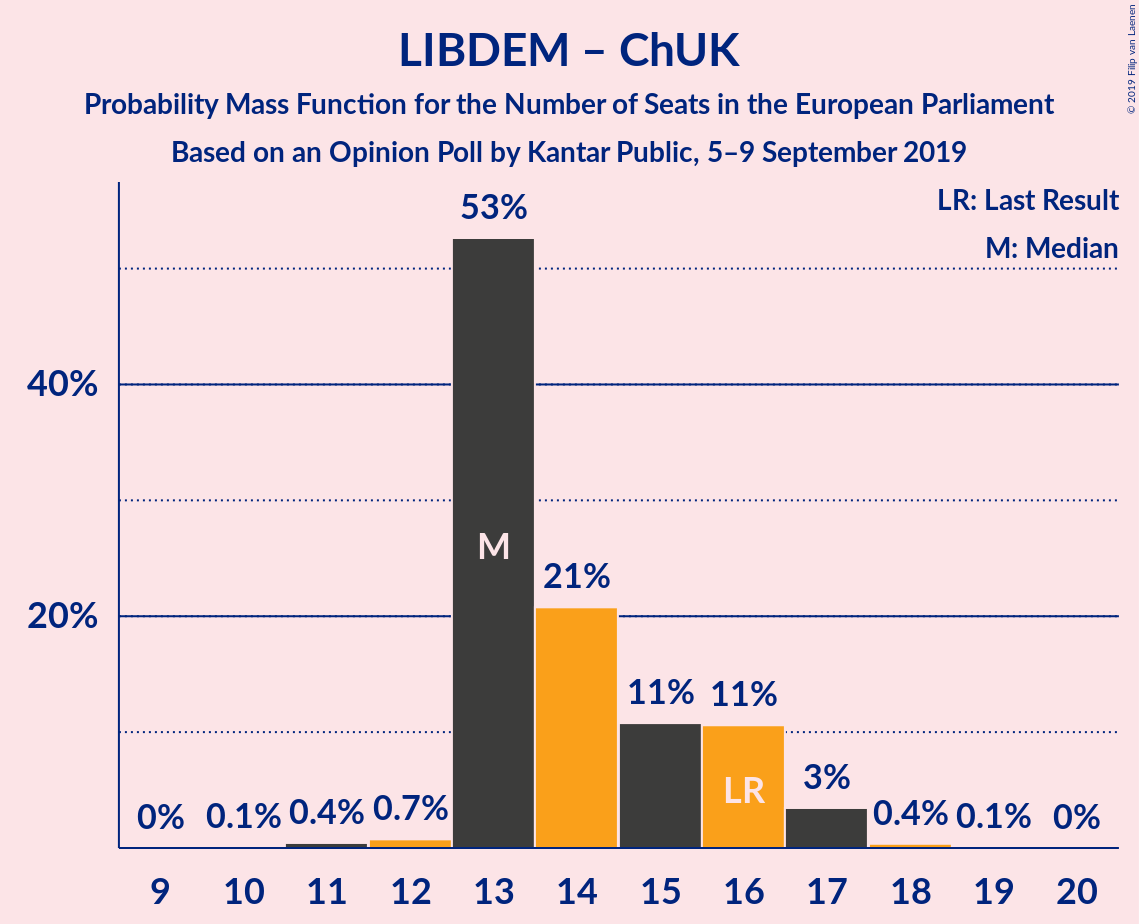 LIBDEM – ChUK
Probability Mass Function for the Number of Seats in the European Parliament
Based on an Opinion Poll by Kantar Public, 5–9 September 2019
© 2019 Filip van Laenen
LR: Last Result
M: Median
53%
40%
M
21%
20%
11% 11%
LR
3%
0% 0.1% 0.4% 0.7% 0.4% 0.1% 0%
9 10 11 12 13 14 15 16 17 18 19 20